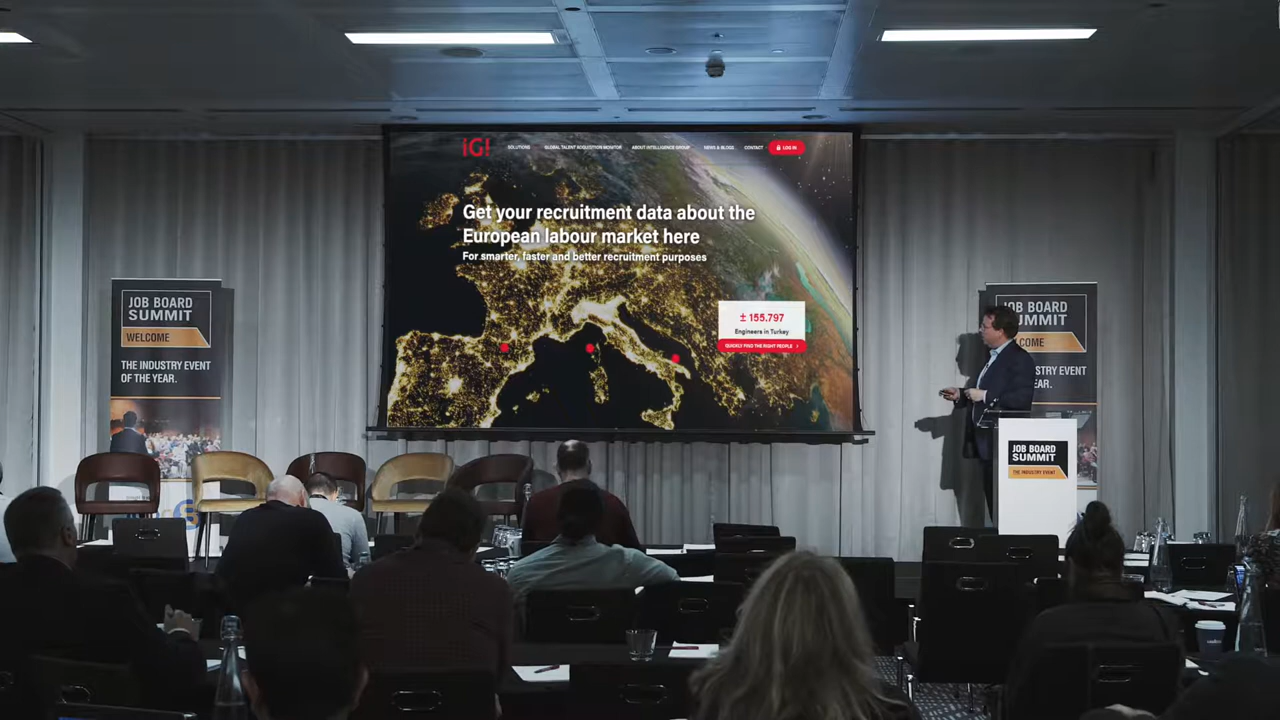 iG!
SOLUTIONS
GLOBAL TALENT ACQUISITION MONITOR
ABOUT INTELLIGENCE GROUP
NEWS & BLOGS
CONTACT
LOG IN
Get your recruitment data about the
European labour market here
For smarter, faster and better recruitment purposes
± 155.797
Engineers in Turkey
QUICKLY FIND THE RIGHT PEOPLE
JOB BOARD
SUMMIT
WELCOME
THE INDUSTRY EVENT
OF THE YEAR.
JOB BOARD
SUMMIT
COME
STRY EVENT
EAR.
JOB BOARD
SUMMIT
THE INDUSTRY EVENT